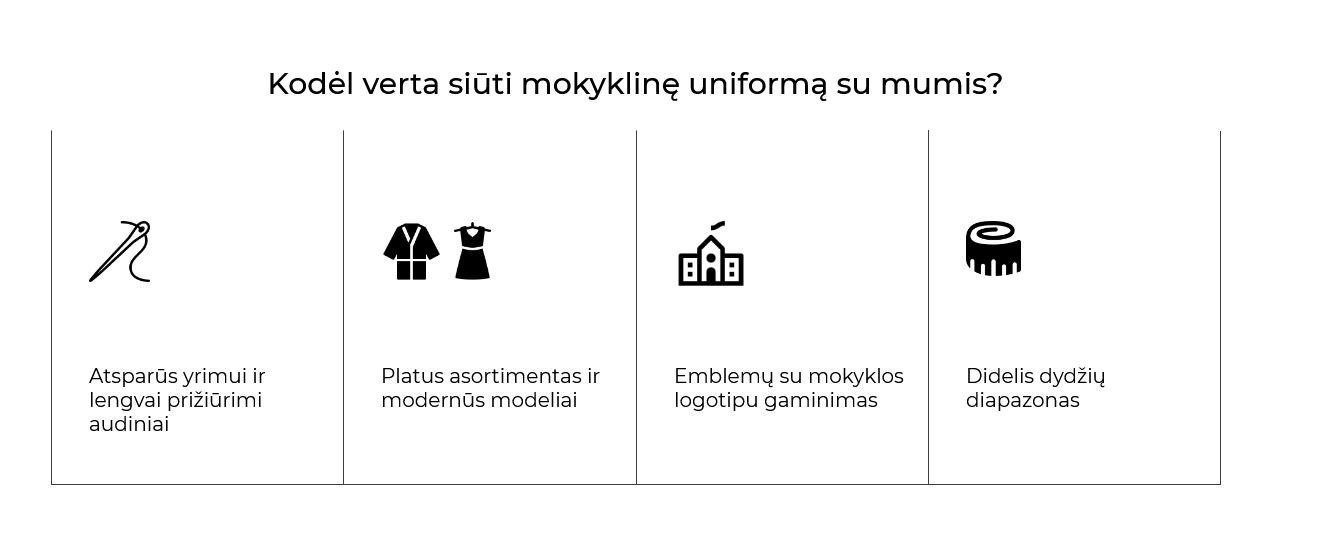 Kodėl verta siūti mokyklinę uniformą su mumis?
Atsparūs yrimui ir
lengvai prižiūrimi
audiniai
Platus asortimentas ir
modernūs modeliai
Emblemų su mokyklos
logotipu gaminimas
Didelis dydžių
diapazonas